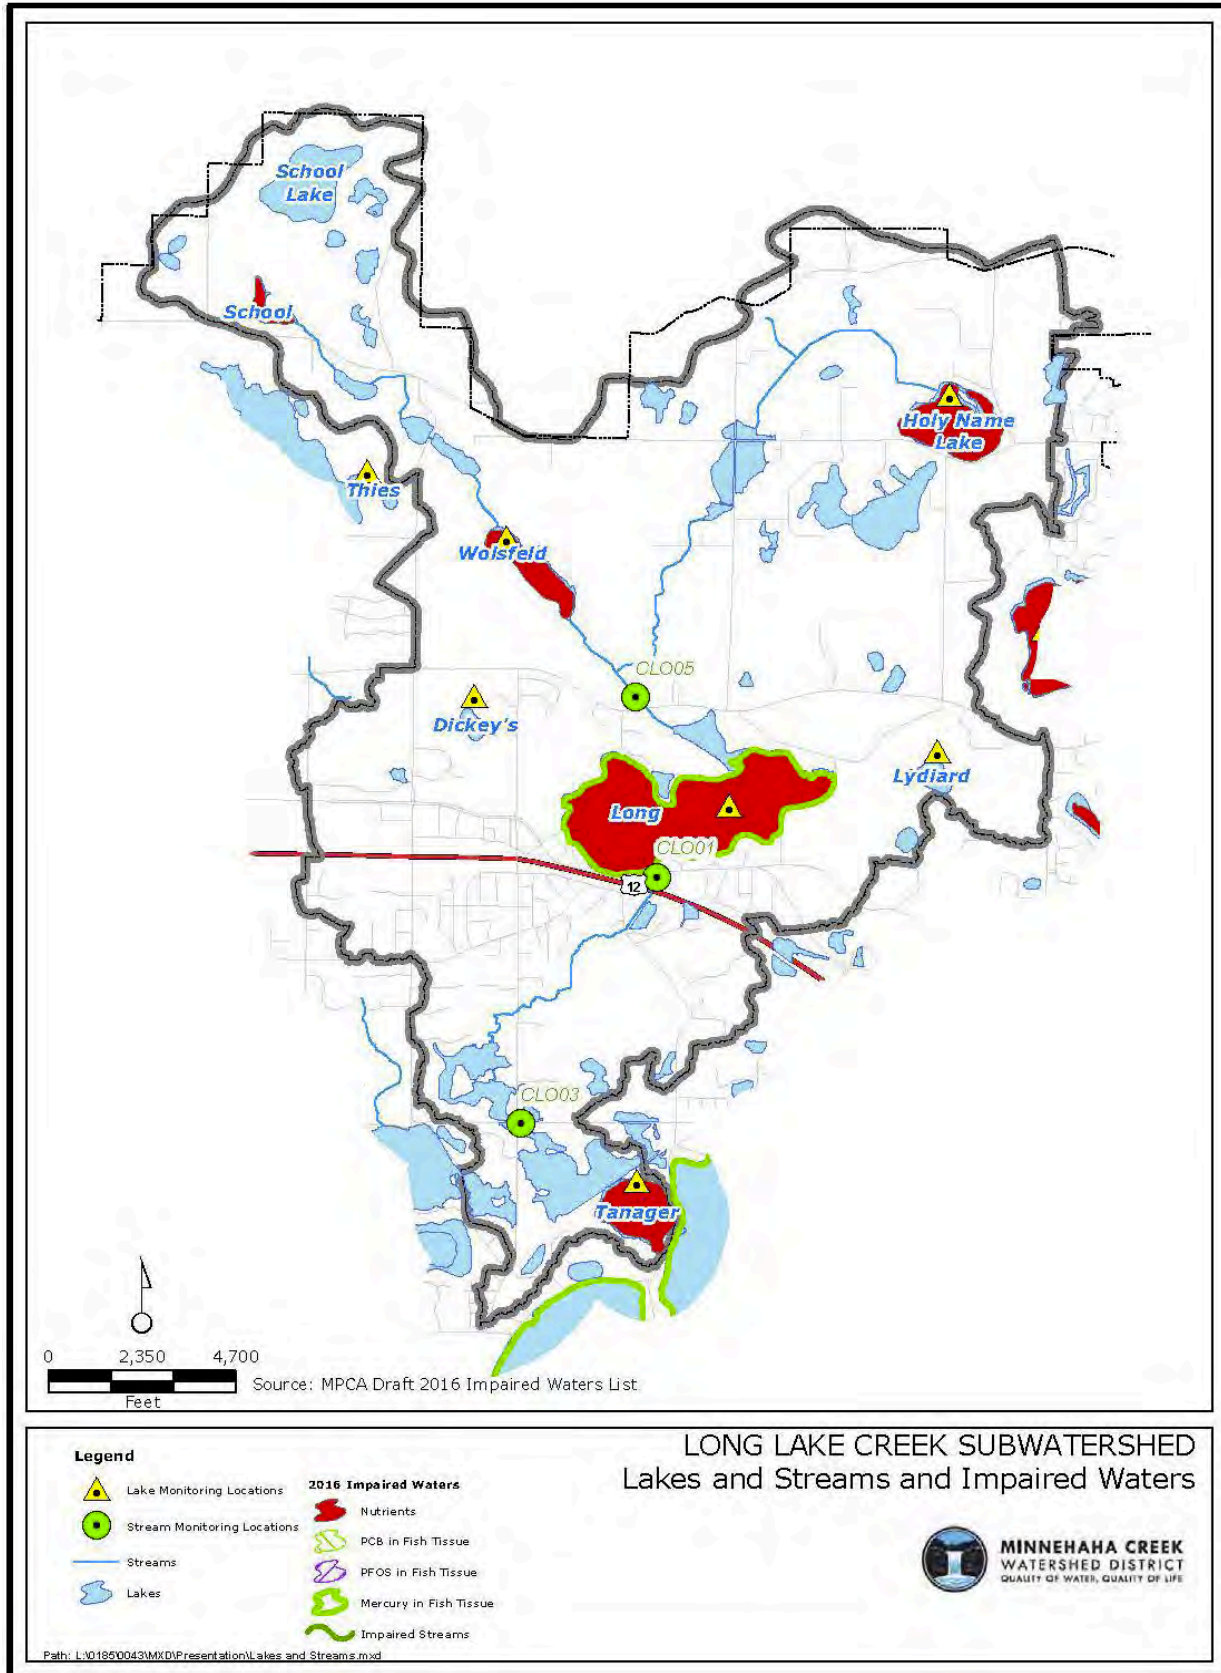 School
Lake
School
Holy Name
Lake
Thies
Wolsfeld
CLO05
Dickey's
Lydiard
Long
CLO01
12
CLO03
Tanager
0 2,350 4,700
Feet
Source: MPCA Draft 2016 Impaired Waters List
LONG LAKE CREEK SUBWATERSHED
Lakes and Streams and Impaired Waters
Legend
Lake Monitoring Locations
Stream Monitoring Locations
Streams
Lakes
2016 Impaired Waters
Nutrients
PCB in Fish Tissue
PFOS in Fish Tissue
Mercury in Fish Tissue
Impaired Streams
MINNEHAHA CREEK
WATERSHED DISTRICT
QUALITY OF WATER, QUALITY OF LIFE
Path: L:\0185\0043\MXD\Presentation\Lakes and Streams.mxd